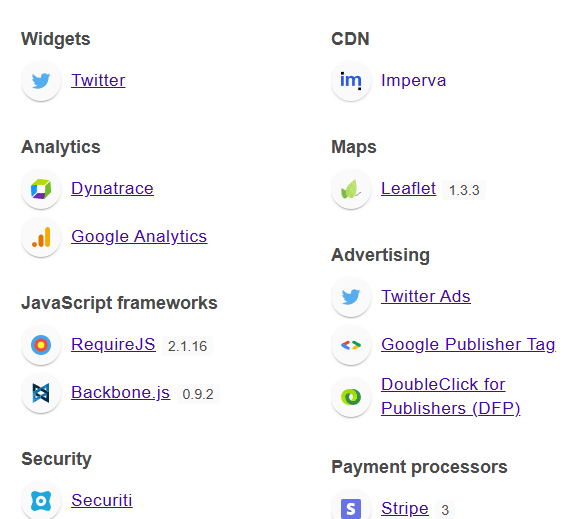 Widgets
Twitter
Analytics
Dynatrace
Google Analytics
JavaScript frameworks
RequireJS 2.1.16
Backbone.js 0.9.2
Security
Securiti
CDN
im
Imperva
Maps
Leaflet 1.3.3
Advertising
Twitter Ads
Google Publisher Tag
DoubleClick for
Publishers (DFP)
Payment processors
S
Stripe 3